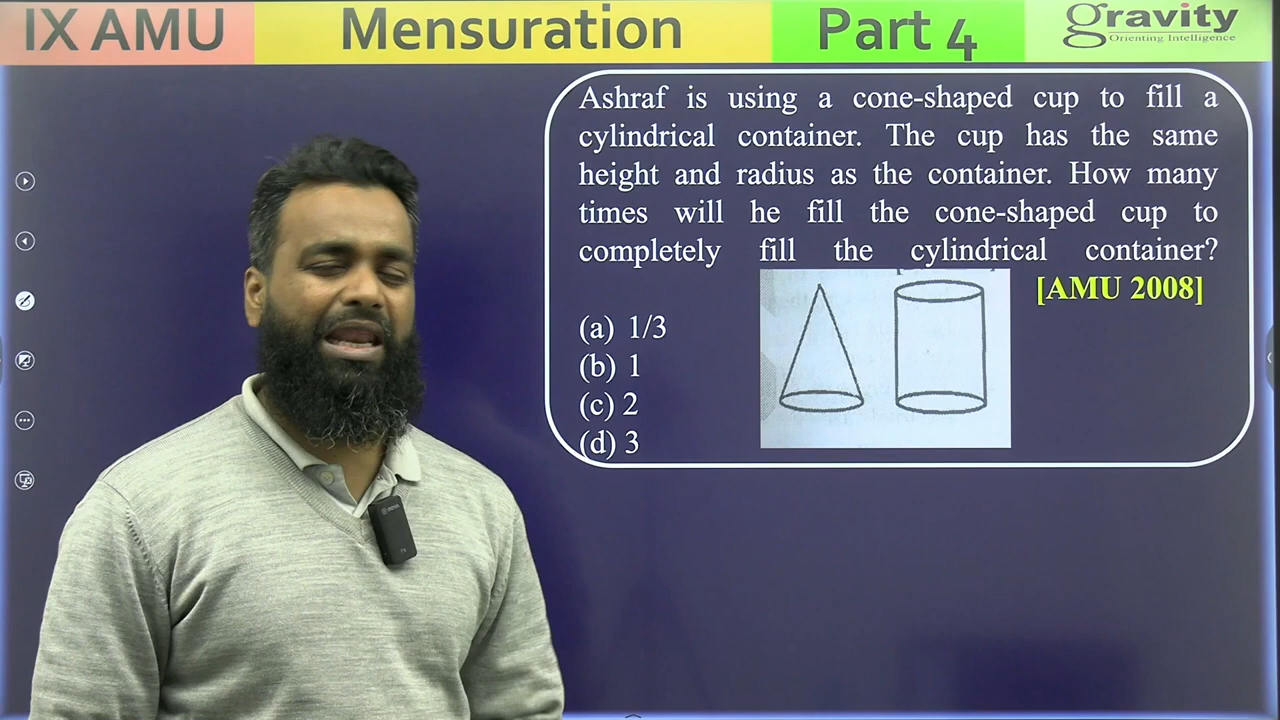 IX AMU
Mensuration
Part 4
gravity
Orienting Intelligence
Ashraf is using a cone-shaped cup to fill a
cylindrical container. The cup has the same
height and radius as the container. How many
times will he fill the cone-shaped cup to
completely fill the cylindrical container?
[AMU 2008]
(a) 1/3
(b) 1
(c) 2
(d) 3